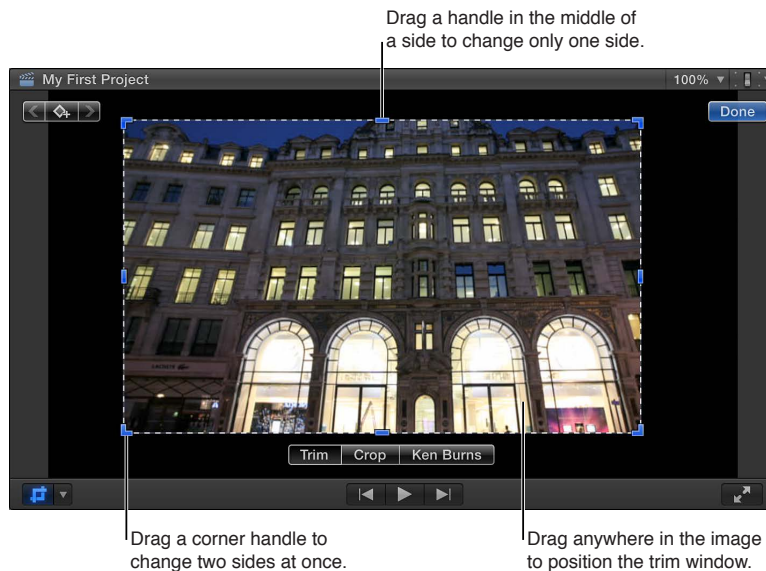 Drag a handle in the middle of
a side to change only one side.
My First Project
100%
Done
LACOSTE
Trim
Crop
Ken Burns
Drag a corner handle to
change two sides at once.
Drag anywhere in the image
to position the trim window.